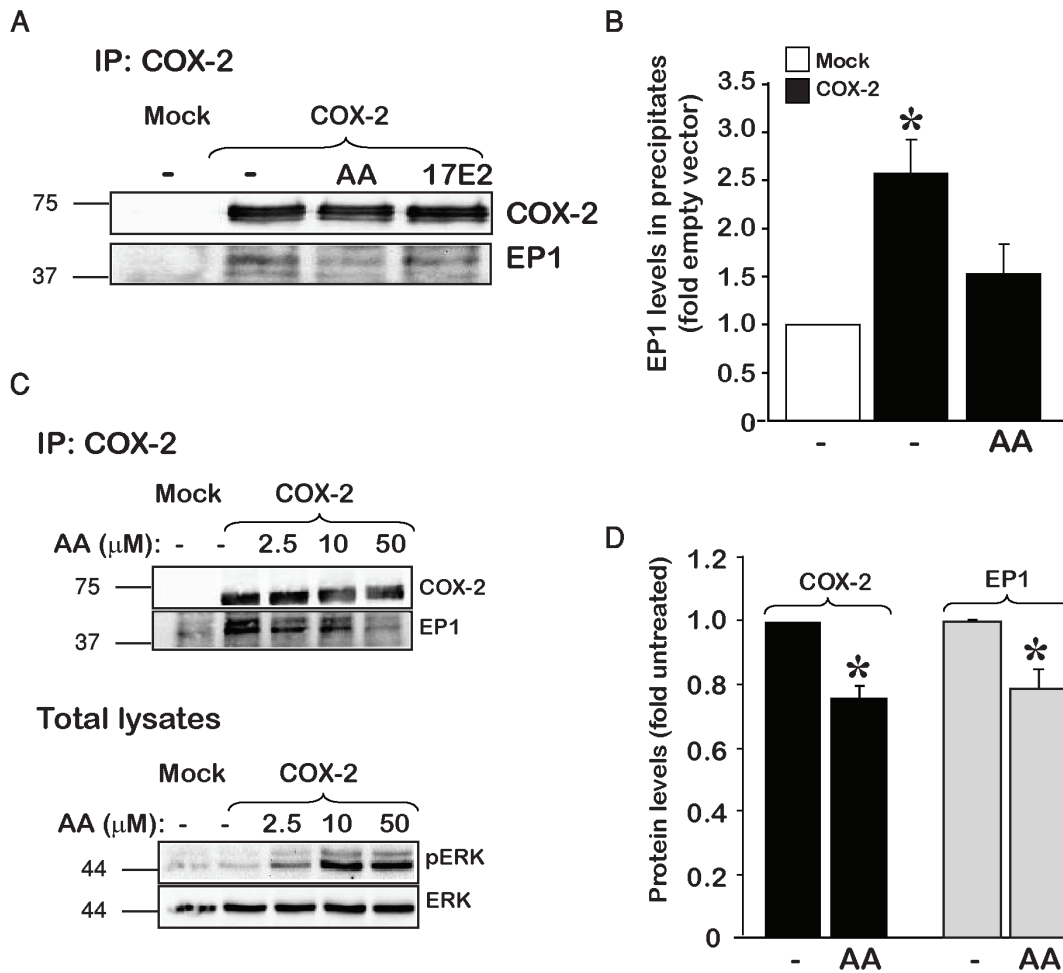 A
IP: COX-2
Mock COX-2
- - AA 17E2
75 COX-2
37 EP1
B
Mock
COX-2
EP1 levels in precipitates
(fold empty vector)
3.5
3.0
2.5
2.0
1.5
1.0
0.5
0
*
- - AA
C
IP: COX-2
Mock COX-2
AA (μM): - - 2.5 10 50
75 COX-2
37 EP1
Total lysates
Mock COX-2
AA (μM): - - 2.5 10 50
44 pERK
44 ERK
D
Protein levels (fold untreated)
1.2
1.0
0.8
0.6
0.4
0.2
0
COX-2 EP1
* *
- AA - AA